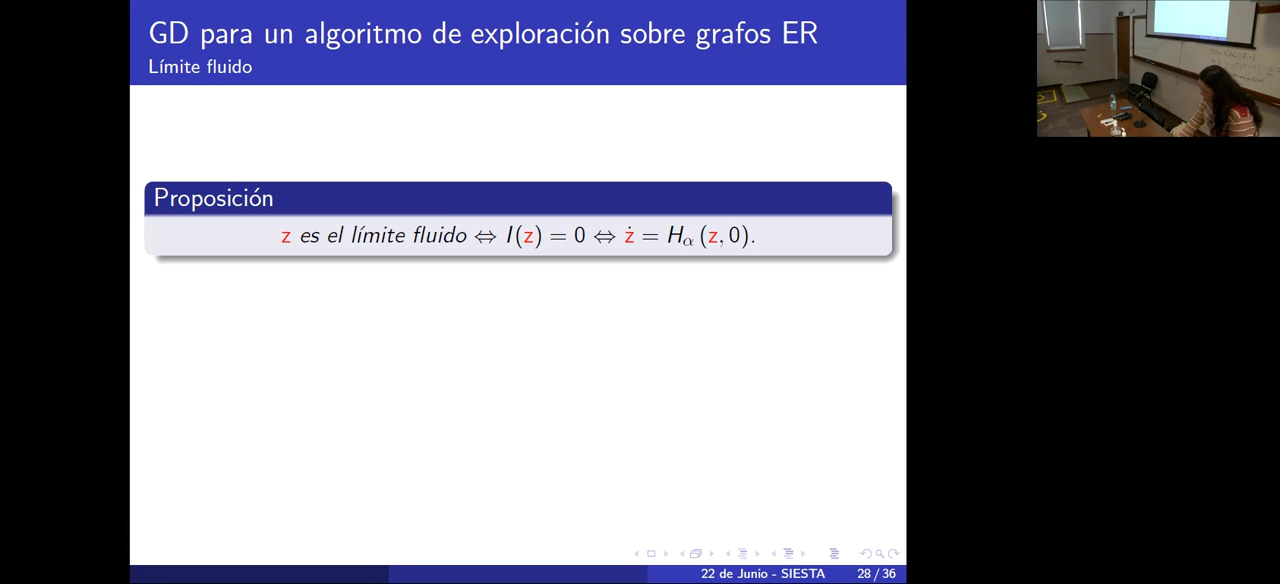 GD para un algoritmo de exploración sobre grafos ER
Límite fluido
Proposición
z es el límite fluido ⇔ I(z) = 0 ⇔ ż = H_α (z, 0).
22 de Junio - SIESTA 28 / 36